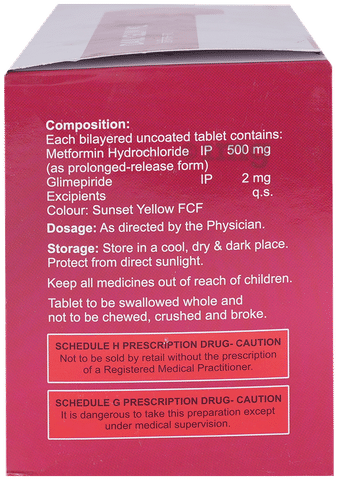 Composition:
Each bilayered uncoated tablet contains:
Metformin Hydrochloride IP 500 mg
(as prolonged-release form)
Glimepiride IP 2 mg
Excipients q.s.
Colour: Sunset Yellow FCF
Dosage: As directed by the Physician.
Storage: Store in a cool, dry & dark place.
Protect from direct sunlight.
Keep all medicines out of reach of children.
Tablet to be swallowed whole and
not to be chewed, crushed and broke.
SCHEDULE H PRESCRIPTION DRUG- CAUTION
Not to be sold by retail without the prescription
of a Registered Medical Practitioner.
SCHEDULE G PRESCRIPTION DRUG- CAUTION
It is dangerous to take this preparation except
under medical supervision.